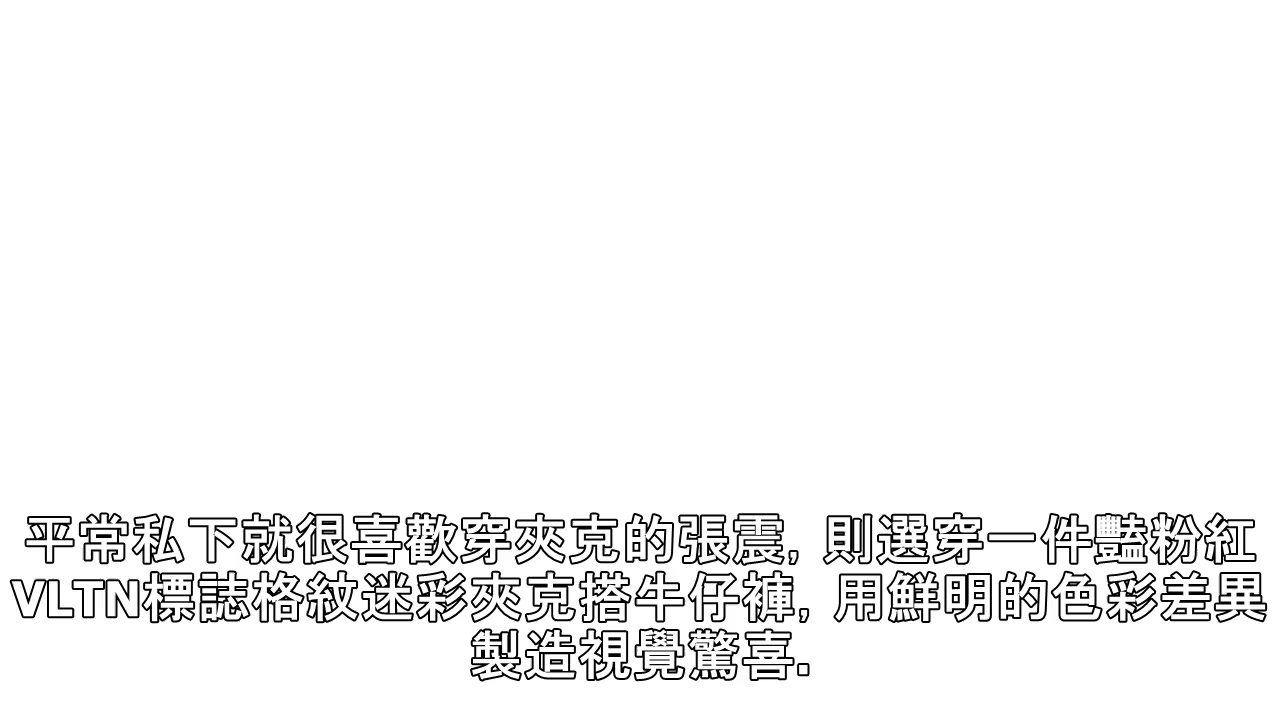 平常私下就很喜歡穿夾克的張震, 則選穿一件豔粉紅
VLTN標誌格紋迷彩夾克搭牛仔褲, 用鮮明的色彩差異
製造視覺驚喜.